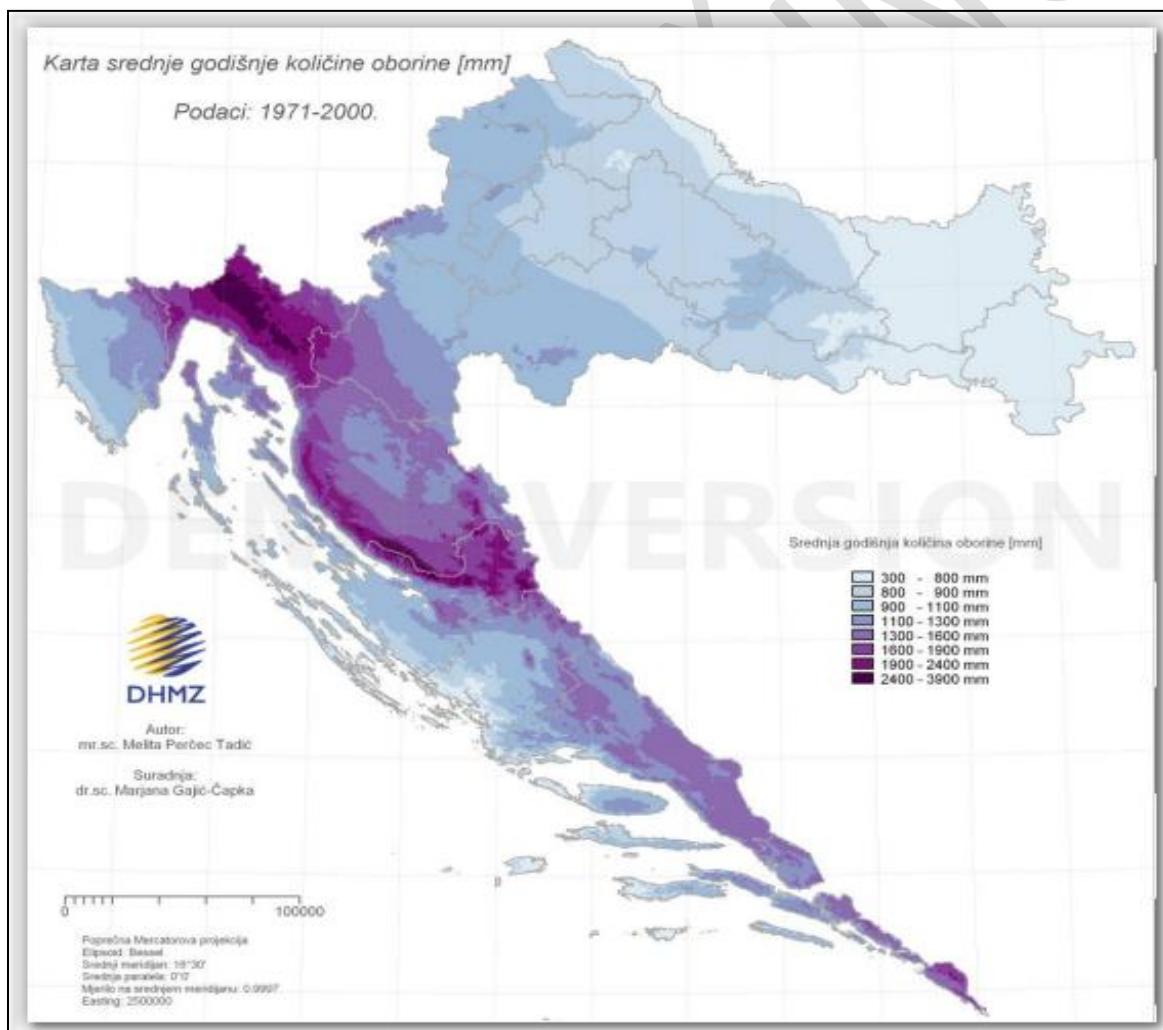 Karta srednje godišnje količine oborine [mm]
Podaci: 1971-2000.
DEMO VERSION
Srednja godišnja količina oborine [mm]
300 - 800 mm
800 - 900 mm
900 - 1100 mm
1100 - 1300 mm
1300 - 1600 mm
1600 - 1900 mm
1900 - 2400 mm
2400 - 3900 mm
DHMZ
Autor:
mr.sc. Melita Perčec Tadić
Suradnja:
dr.sc. Marjana Gajić-Čapka
0 100000
Poprečna Mercatorova projekcija
Elipsoid: Bessel
Srednji meridijan: 16°30'
Srednja paralela: 0°0'
Mjerilo na srednjem meridijanu: 0.9997
Easting: 2500000